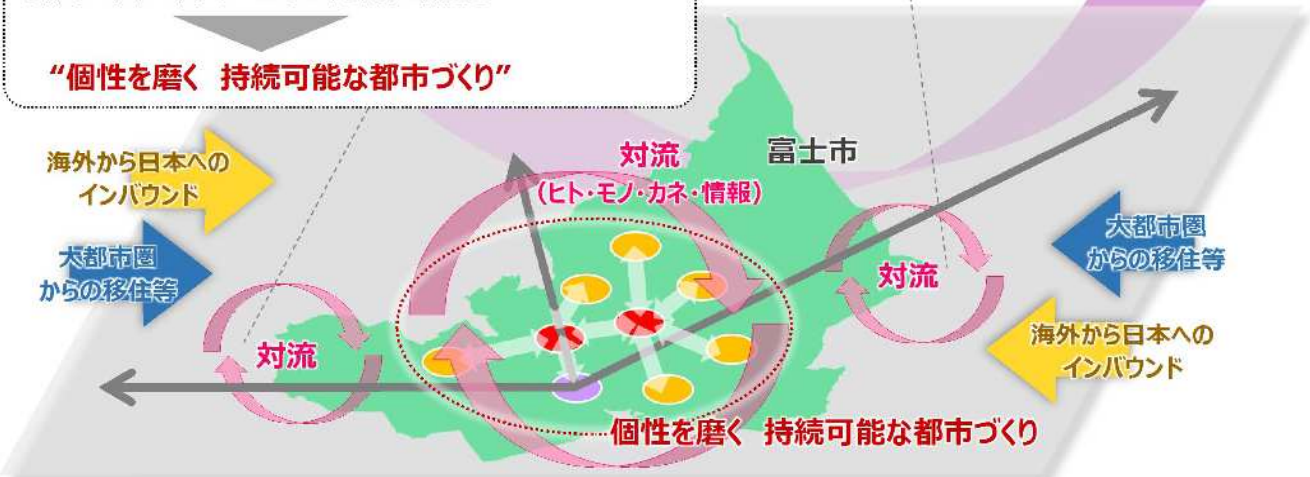 “個性を磨く 持続可能な都市づくり”
海外から日本への
インバウンド
大都市圏
からの移住等
対流
対流
（ヒト・モノ・カネ・情報）
富士市
対流
大都市圏
からの移住等
海外から日本への
インバウンド
個性を磨く 持続可能な都市づくり